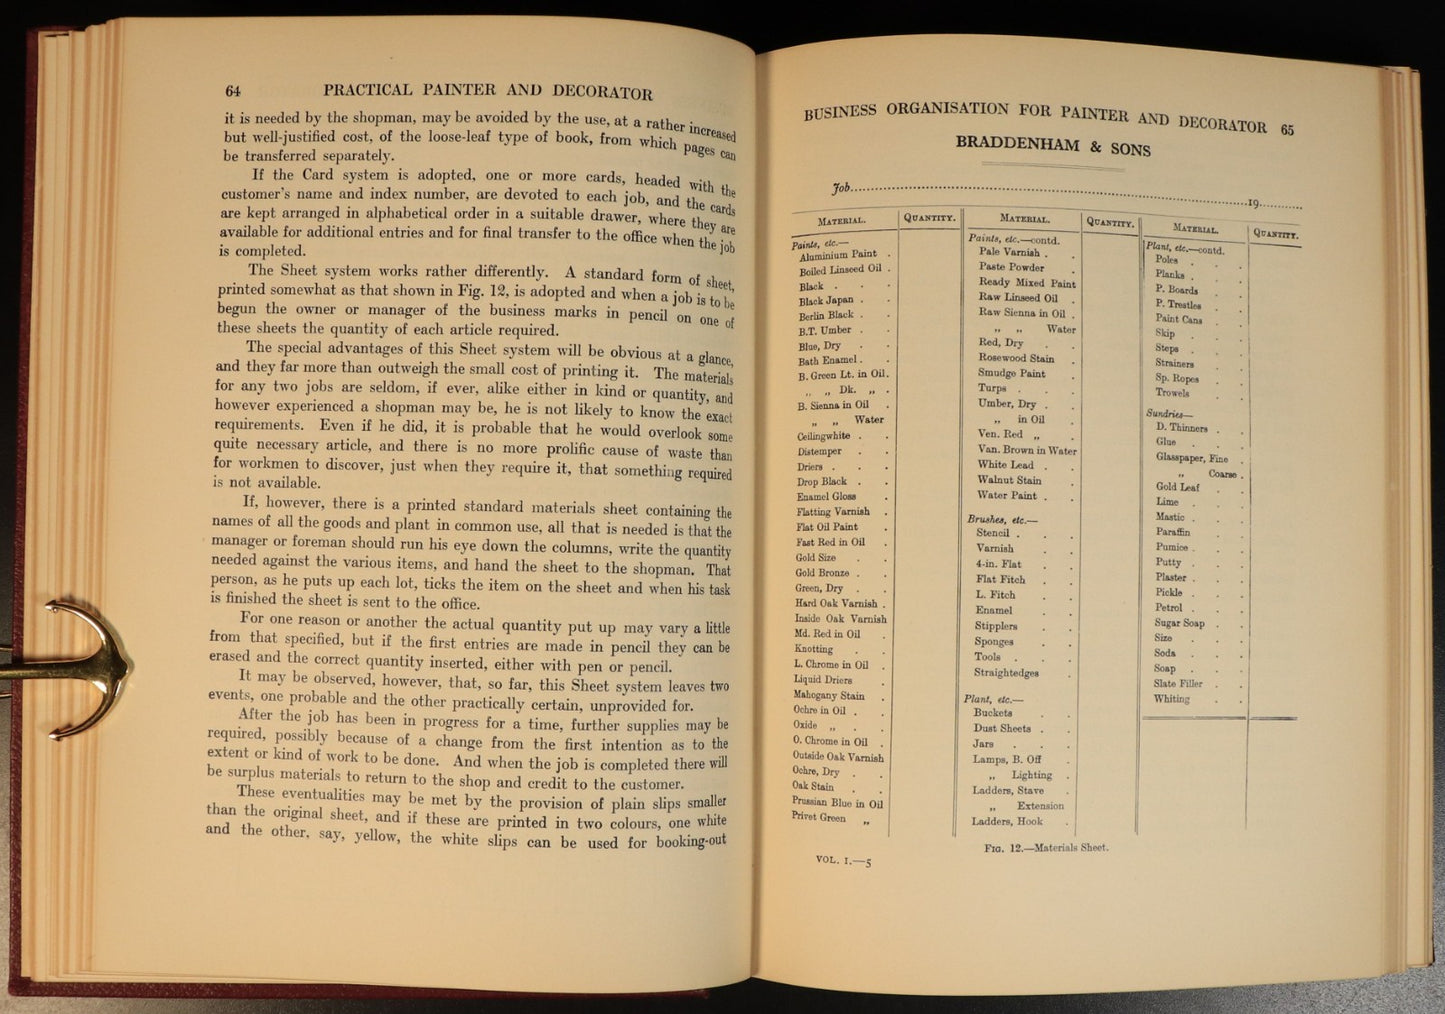 64 PRACTICAL PAINTER AND DECORATOR
it is needed by the shopman, may be avoided by the use, at a rather increased
but well-justified cost, of the loose-leaf type of book, from which pages can
be transferred separately.
If the Card system is adopted, one or more cards, headed with the
customer's name and index number, are devoted to each job, and the cards
are kept arranged in alphabetical order in a suitable drawer, where they are
available for additional entries and for final transfer to the office when the job
is completed.
The Sheet system works rather differently. A standard form of sheet,
printed somewhat as that shown in Fig. 12, is adopted and when a job is to be
begun the owner or manager of the business marks in pencil on one of
these sheets the quantity of each article required.
The special advantages of this Sheet system will be obvious at a glance,
and they far more than outweigh the small cost of printing it. The materials
for any two jobs are seldom, if ever, alike either in kind or quantity, and
however experienced a shopman may be, he is not likely to know the exact
requirements. Even if he did, it is probable that he would overlook some
quite necessary article, and there is no more prolific cause of waste than
for workmen to discover, just when they require it, that something required
is not available.
If, however, there is a printed standard materials sheet containing the
names of all the goods and plant in common use, all that is needed is that the
manager or foreman should run his eye down the columns, write the quantity
needed against the various items, and hand the sheet to the shopman. That
person, as he puts up each lot, ticks the item on the sheet and when his task
is finished the sheet is sent to the office.
For one reason or another the actual quantity put up may vary a little
from that specified, but if the first entries are made in pencil they can be
erased and the correct quantity inserted, either with pen or pencil.
It may be observed, however, that, so far, this Sheet system leaves two
events, one probable and the other practically certain, unprovided for.
After the job has been in progress for a time, further supplies may be
required, possibly because of a change from the first intention as to the
extent or kind of work to be done. And when the job is completed there will
be surplus materials to return to the shop and credit to the customer.
These eventualities may be met by the provision of plain slips smaller
than the original sheet, and if these are printed in two colours, one white
and the other, say, yellow, the white slips can be used for booking-out
BUSINESS ORGANISATION FOR PAINTER AND DECORATOR 65
BRADDENHAM & SONS
Job..........19..........
MATERIAL. QUANTITY.
Paints, etc.—
Aluminium Paint .
Boiled Linseed Oil .
Black . . .
Black Japan . .
Berlin Black . .
B.T. Umber . .
Blue, Dry . .
Bath Enamel . .
B. Green Lt. in Oil.
„ „ Dk. „ .
B. Sienna in Oil .
„ „ Water
Ceilingwhite . .
Distemper . .
Driers . . .
Drop Black . .
Enamel Gloss .
Flatting Varnish .
Flat Oil Paint .
Fast Red in Oil .
Gold Size . .
Gold Bronze . .
Green, Dry . .
Hard Oak Varnish .
Inside Oak Varnish
Md. Red in Oil .
Knotting . .
L. Chrome in Oil .
Liquid Driers .
Mahogany Stain .
Ochre in Oil . .
Oxide „ . .
O. Chrome in Oil .
Outside Oak Varnish
Ochre, Dry . .
Oak Stain . .
Prussian Blue in Oil
Privet Green „
MATERIAL. QUANTITY.
Paints, etc.—contd.
Pale Varnish . .
Paste Powder .
Ready Mixed Paint
Raw Linseed Oil .
Raw Sienna in Oil .
„ „ Water
Red, Dry . .
Rosewood Stain .
Smudge Paint .
Turps . .
Umber, Dry . .
„ in Oil .
Ven. Red „ .
Van. Brown in Water
White Lead . .
Walnut Stain .
Water Paint . .
Brushes, etc.—
Stencil . . .
Varnish . .
4-in. Flat . .
Flat Fitch . .
L. Fitch . .
Enamel . .
Stipplers . .
Sponges . .
Tools . . .
Straightedges .
Plant, etc.—
Buckets . .
Dust Sheets . .
Jars . . .
Lamps, B. Off .
„ Lighting .
Ladders, Stave .
„ Extension
Ladders, Hook .
MATERIAL. QUANTITY.
Plant, etc.—contd.
Poles . . .
Planks . . .
P. Boards . .
P. Trestles . .
Paint Cans . .
Skip . . .
Steps . . .
Strainers . .
Sp. Ropes . .
Trowels . .
Sundries—
D. Thinners . .
Glue . . .
Glasspaper, Fine .
„ Coarse .
Gold Leaf . .
Lime . . .
Mastic . . .
Paraffin . .
Pumice . . .
Putty . . .
Plaster . . .
Pickle . . .
Petrol . . .
Sugar Soap . .
Size . . .
Soda . . .
Soap . . .
Slate Filler . .
Whiting . .
FIG. 12.—Materials Sheet.
VOL. I.—5